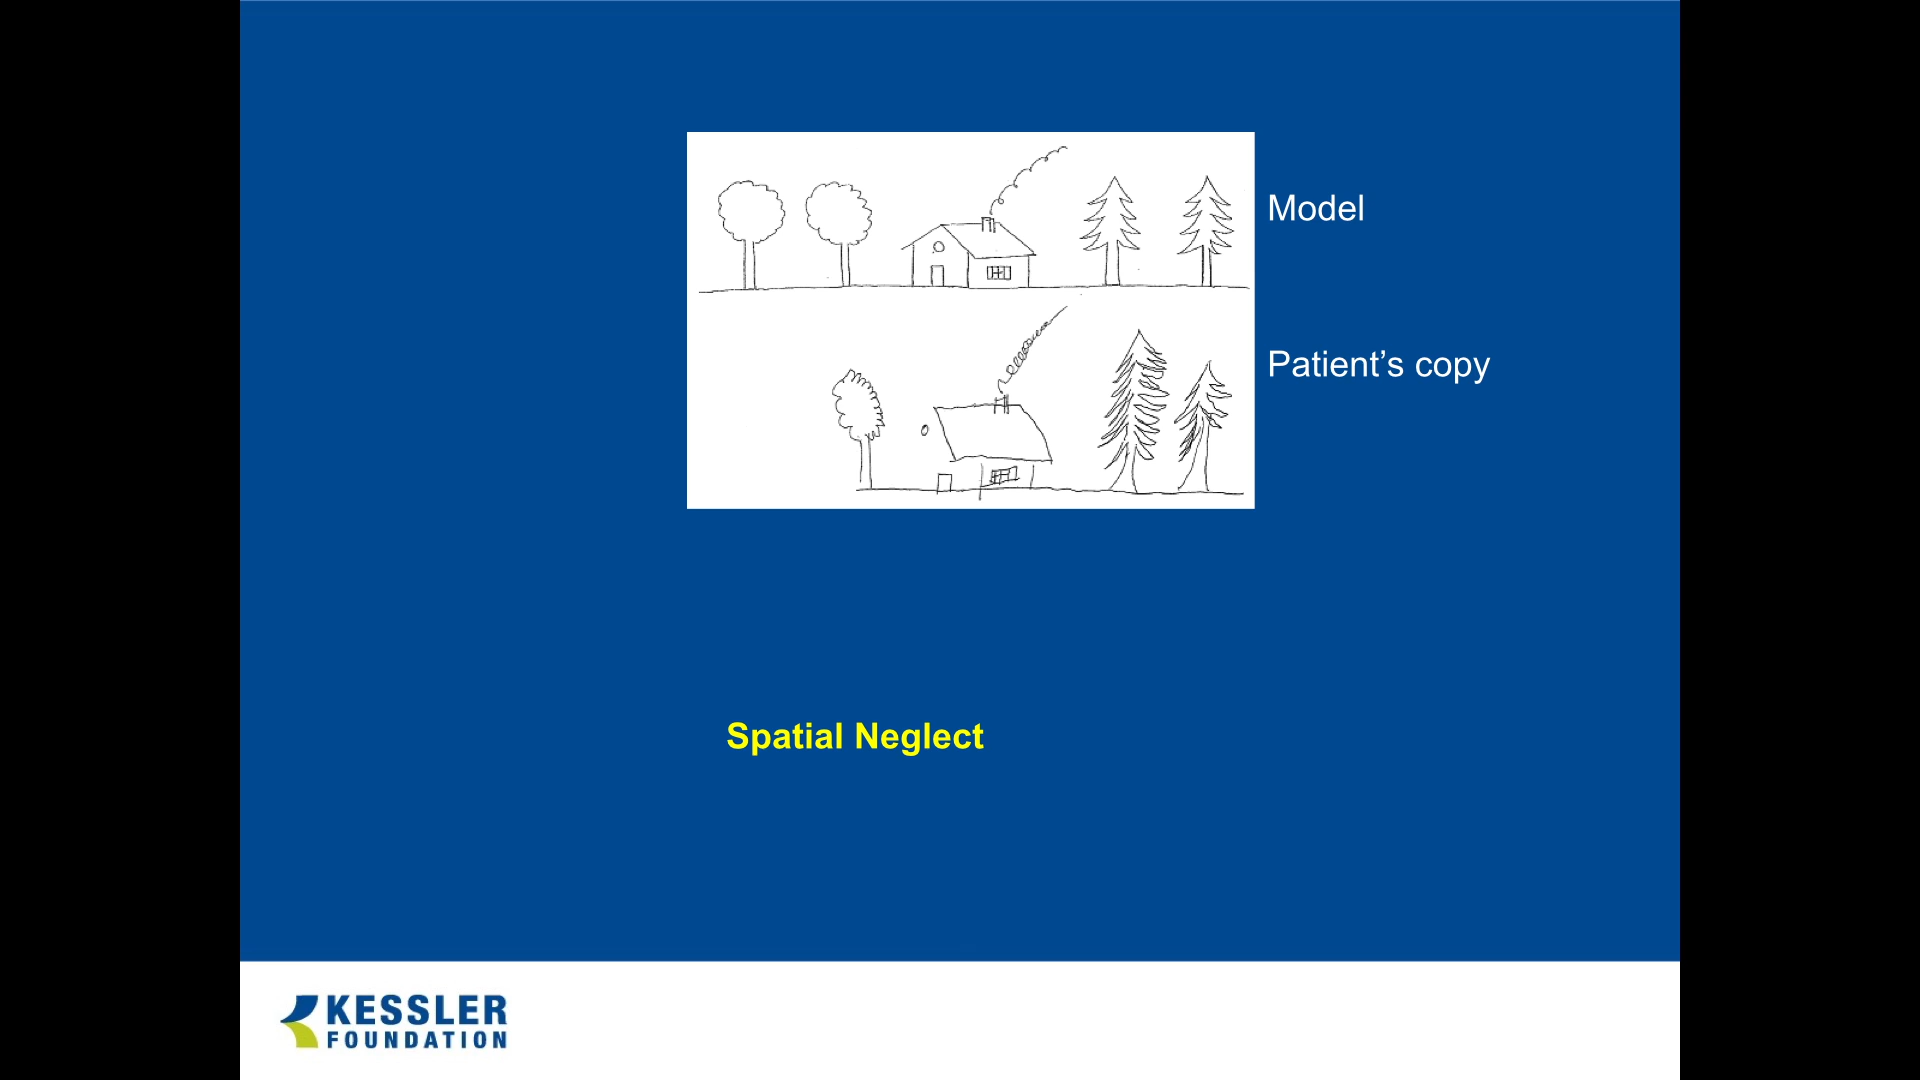 Model
Patient’s copy
Spatial Neglect
KESSLER
FOUNDATION